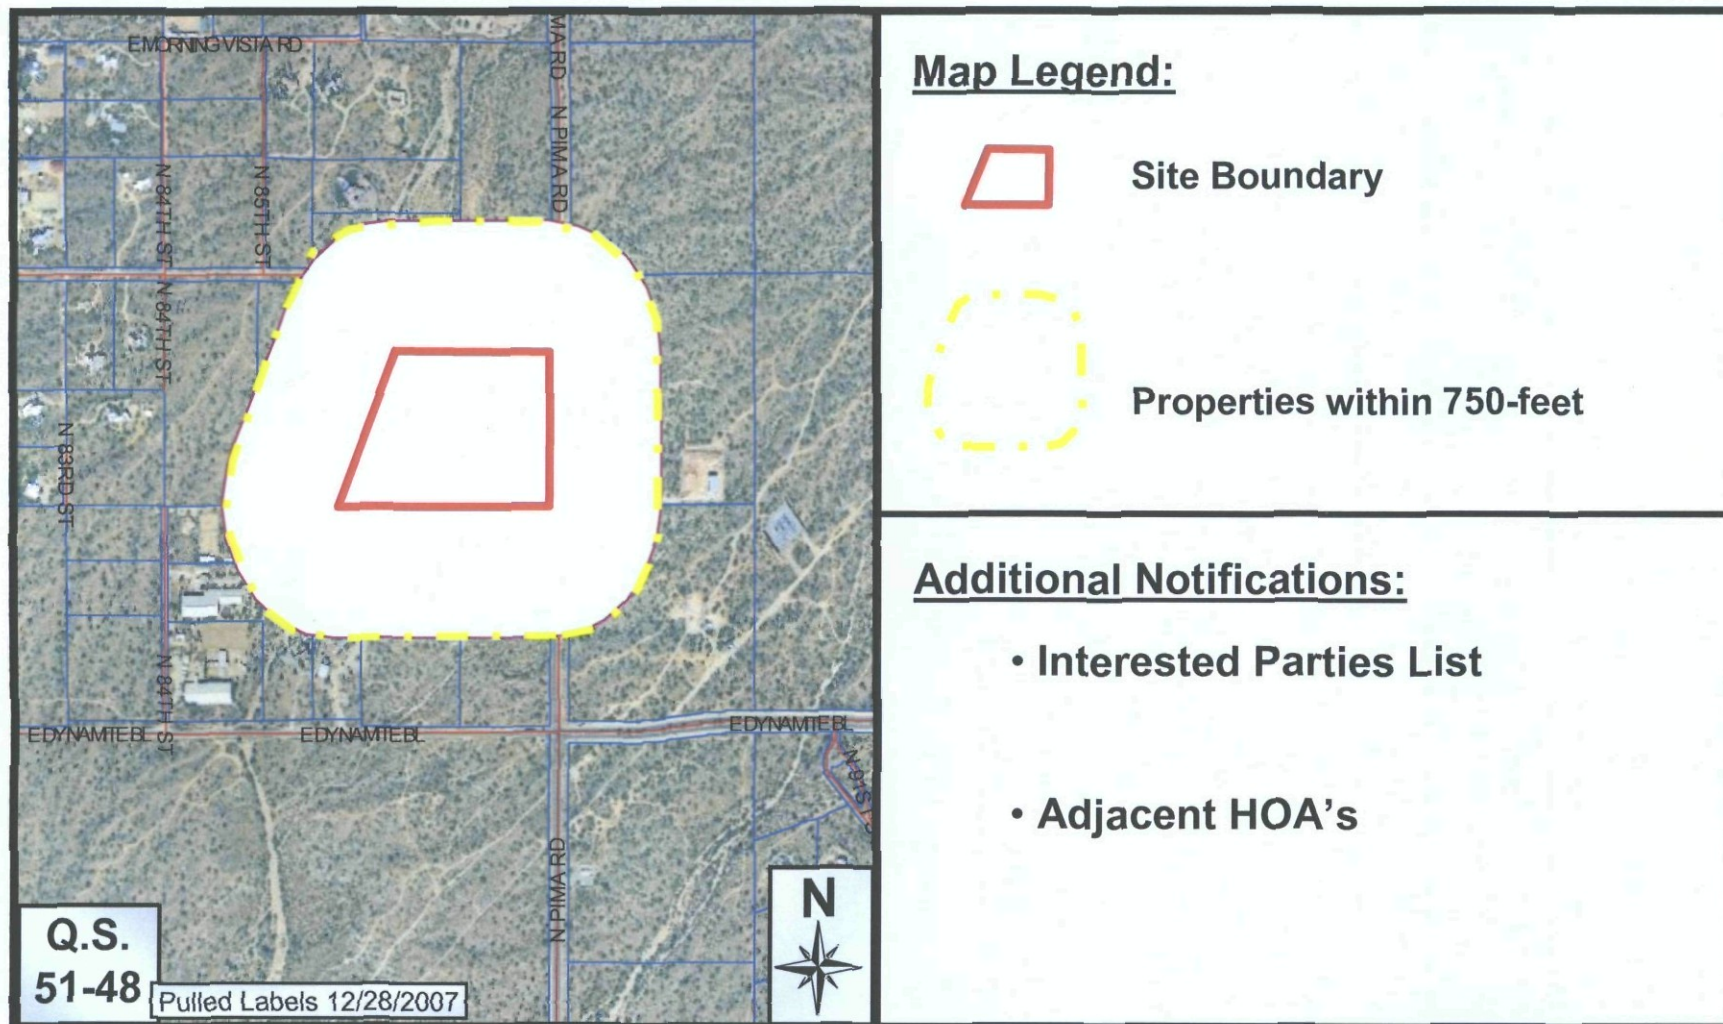 E MORNING VISTA RD
N PIMA RD
N 84TH ST
N 85TH ST
N 84TH ST
N 83RD ST
N 84TH ST
E DYNAMITE BL
E DYNAMITE BL
E DYNAMITE BL
N PIMA RD
N
Q.S.
51-48
Pulled Labels 12/28/2007
Map Legend:
Site Boundary
Properties within 750-feet
Additional Notifications:
• Interested Parties List
• Adjacent HOA's